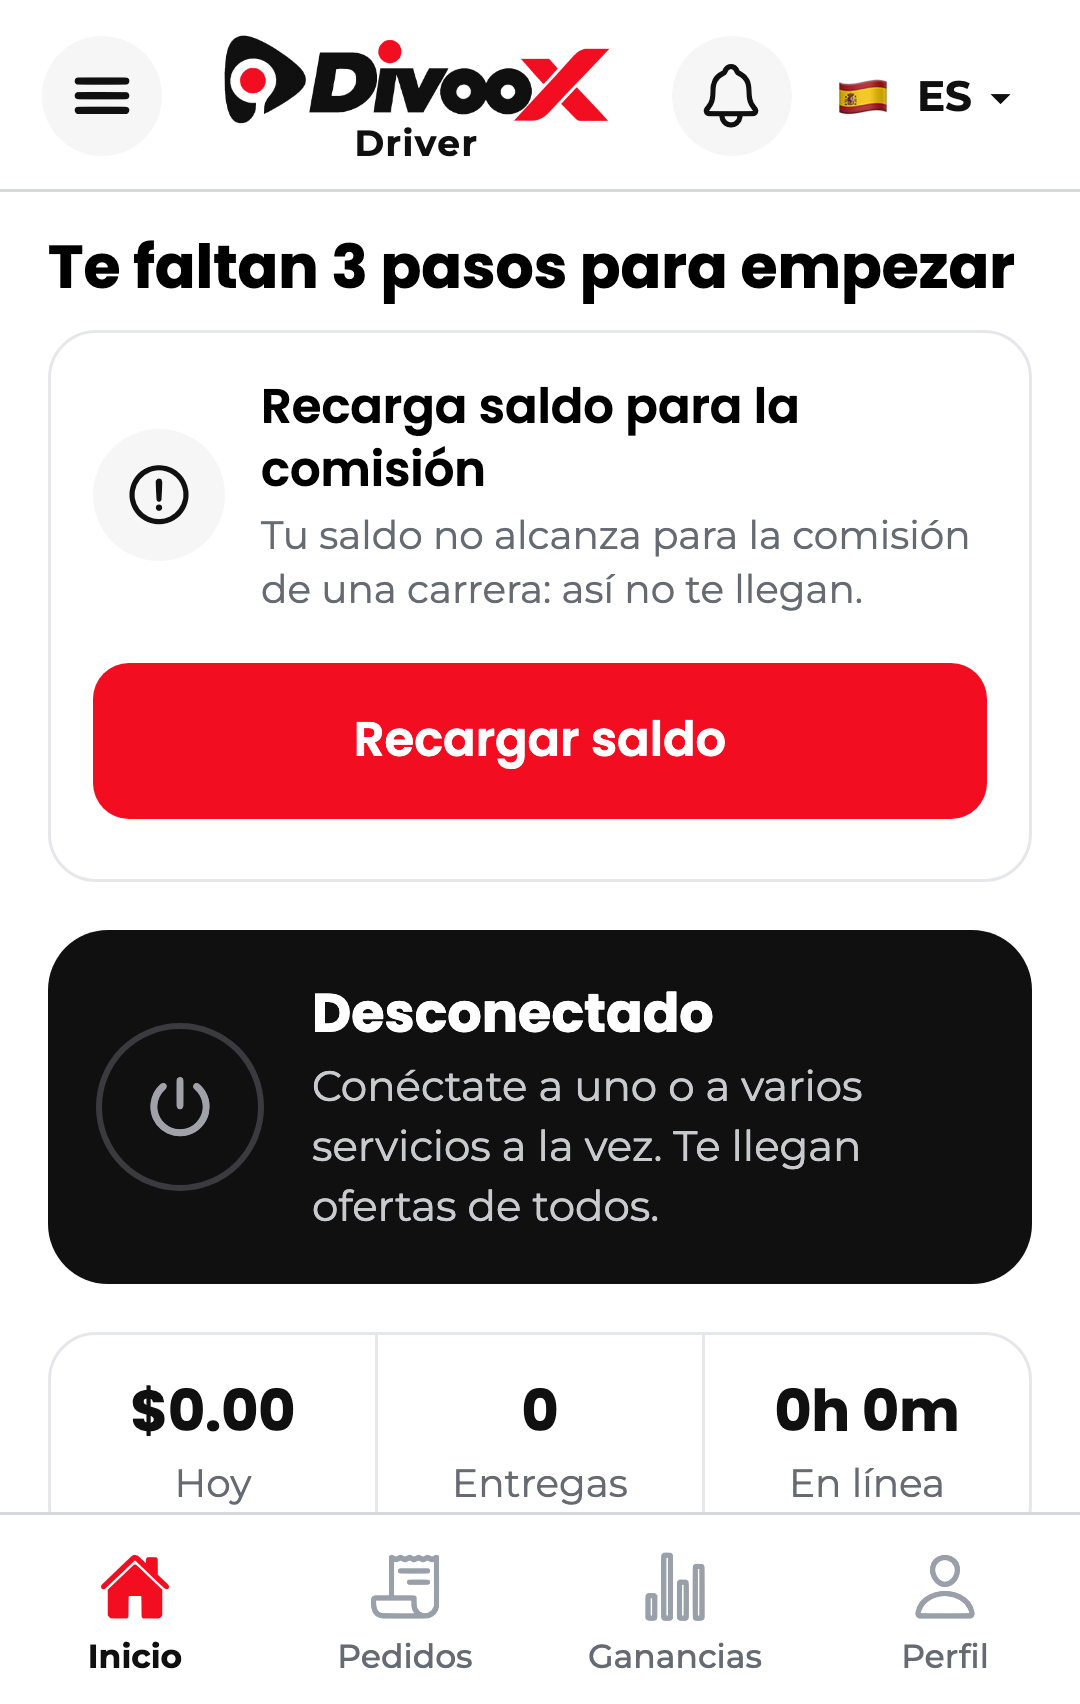 DivooX
Driver
ES
Te faltan 3 pasos para empezar
Recarga saldo para la
comisión
Tu saldo no alcanza para la comisión
de una carrera: así no te llegan.
Recargar saldo
Desconectado
Conéctate a uno o a varios
servicios a la vez. Te llegan
ofertas de todos.
$0.00
Hoy
0
Entregas
0h 0m
En línea
Inicio
Pedidos
Ganancias
Perfil